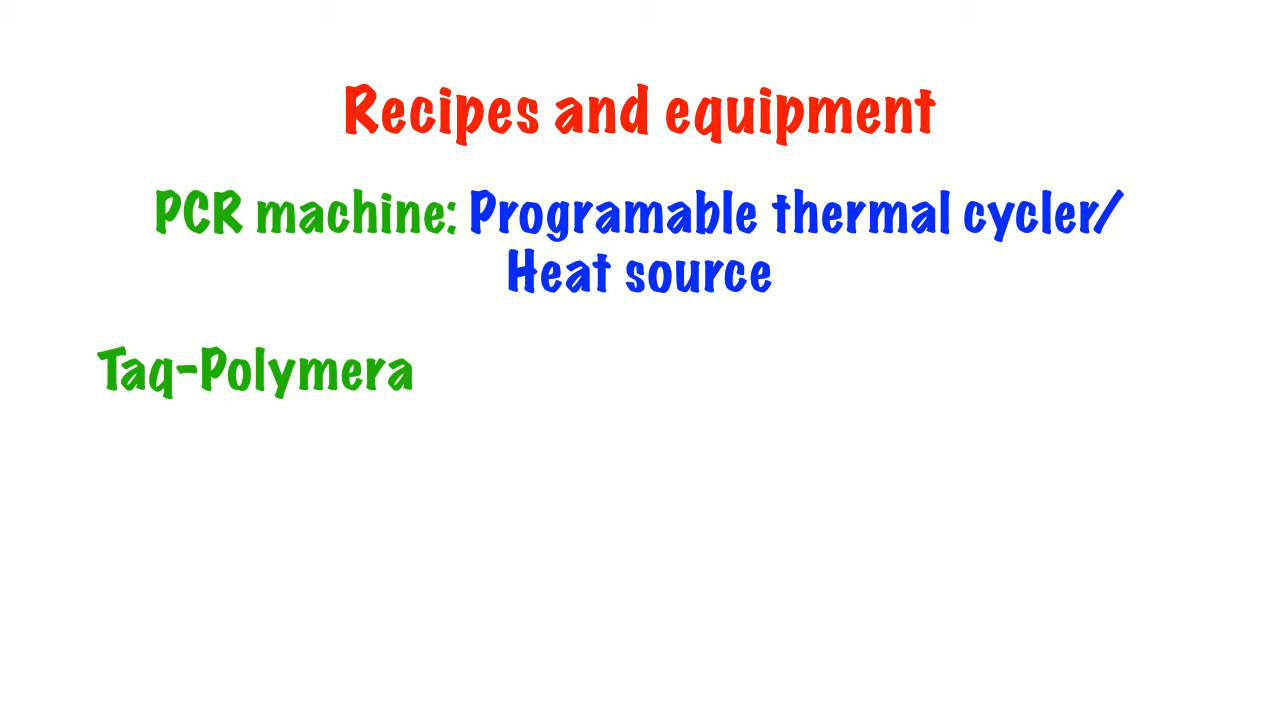 Recipes and equipment
PCR machine: Programable thermal cycler/
Heat source
Taq-Polymera